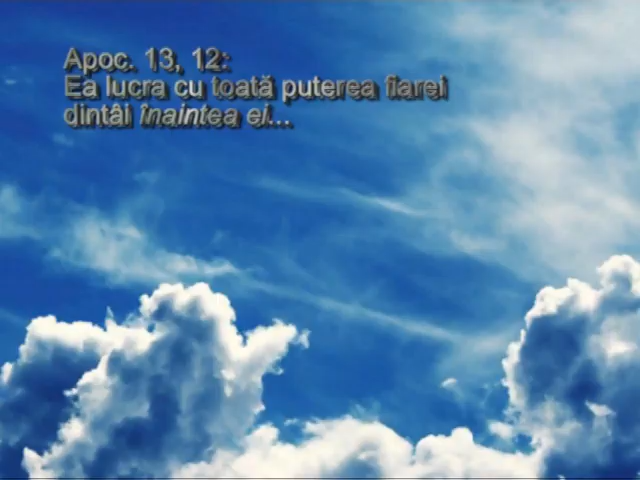 Apoc. 13, 12:
Ea lucra cu toată puterea fiarei
dintâi înaintea ei...